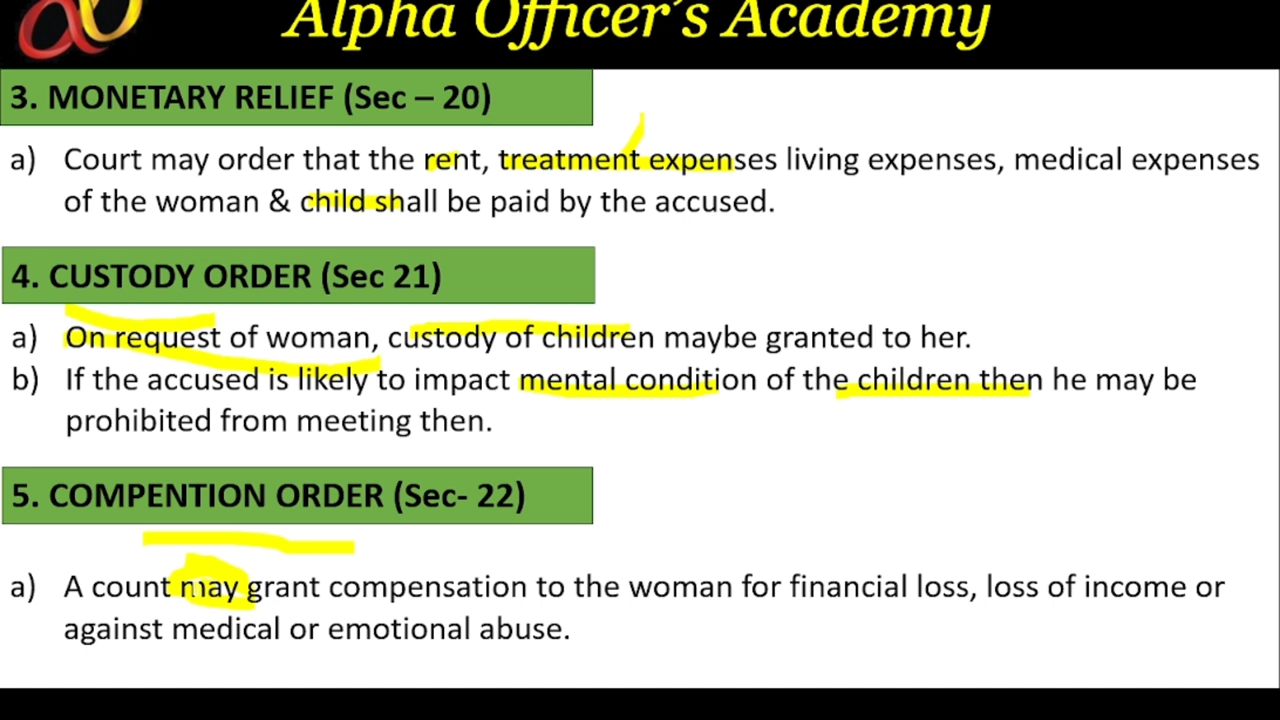 Alpha Officer's Academy
3. MONETARY RELIEF (Sec – 20)
a) Court may order that the rent, treatment expenses living expenses, medical expenses
of the woman & child shall be paid by the accused.
4. CUSTODY ORDER (Sec 21)
a) On request of woman, custody of children maybe granted to her.
b) If the accused is likely to impact mental condition of the children then he may be
prohibited from meeting then.
5. COMPENTION ORDER (Sec- 22)
a) A count may grant compensation to the woman for financial loss, loss of income or
against medical or emotional abuse.